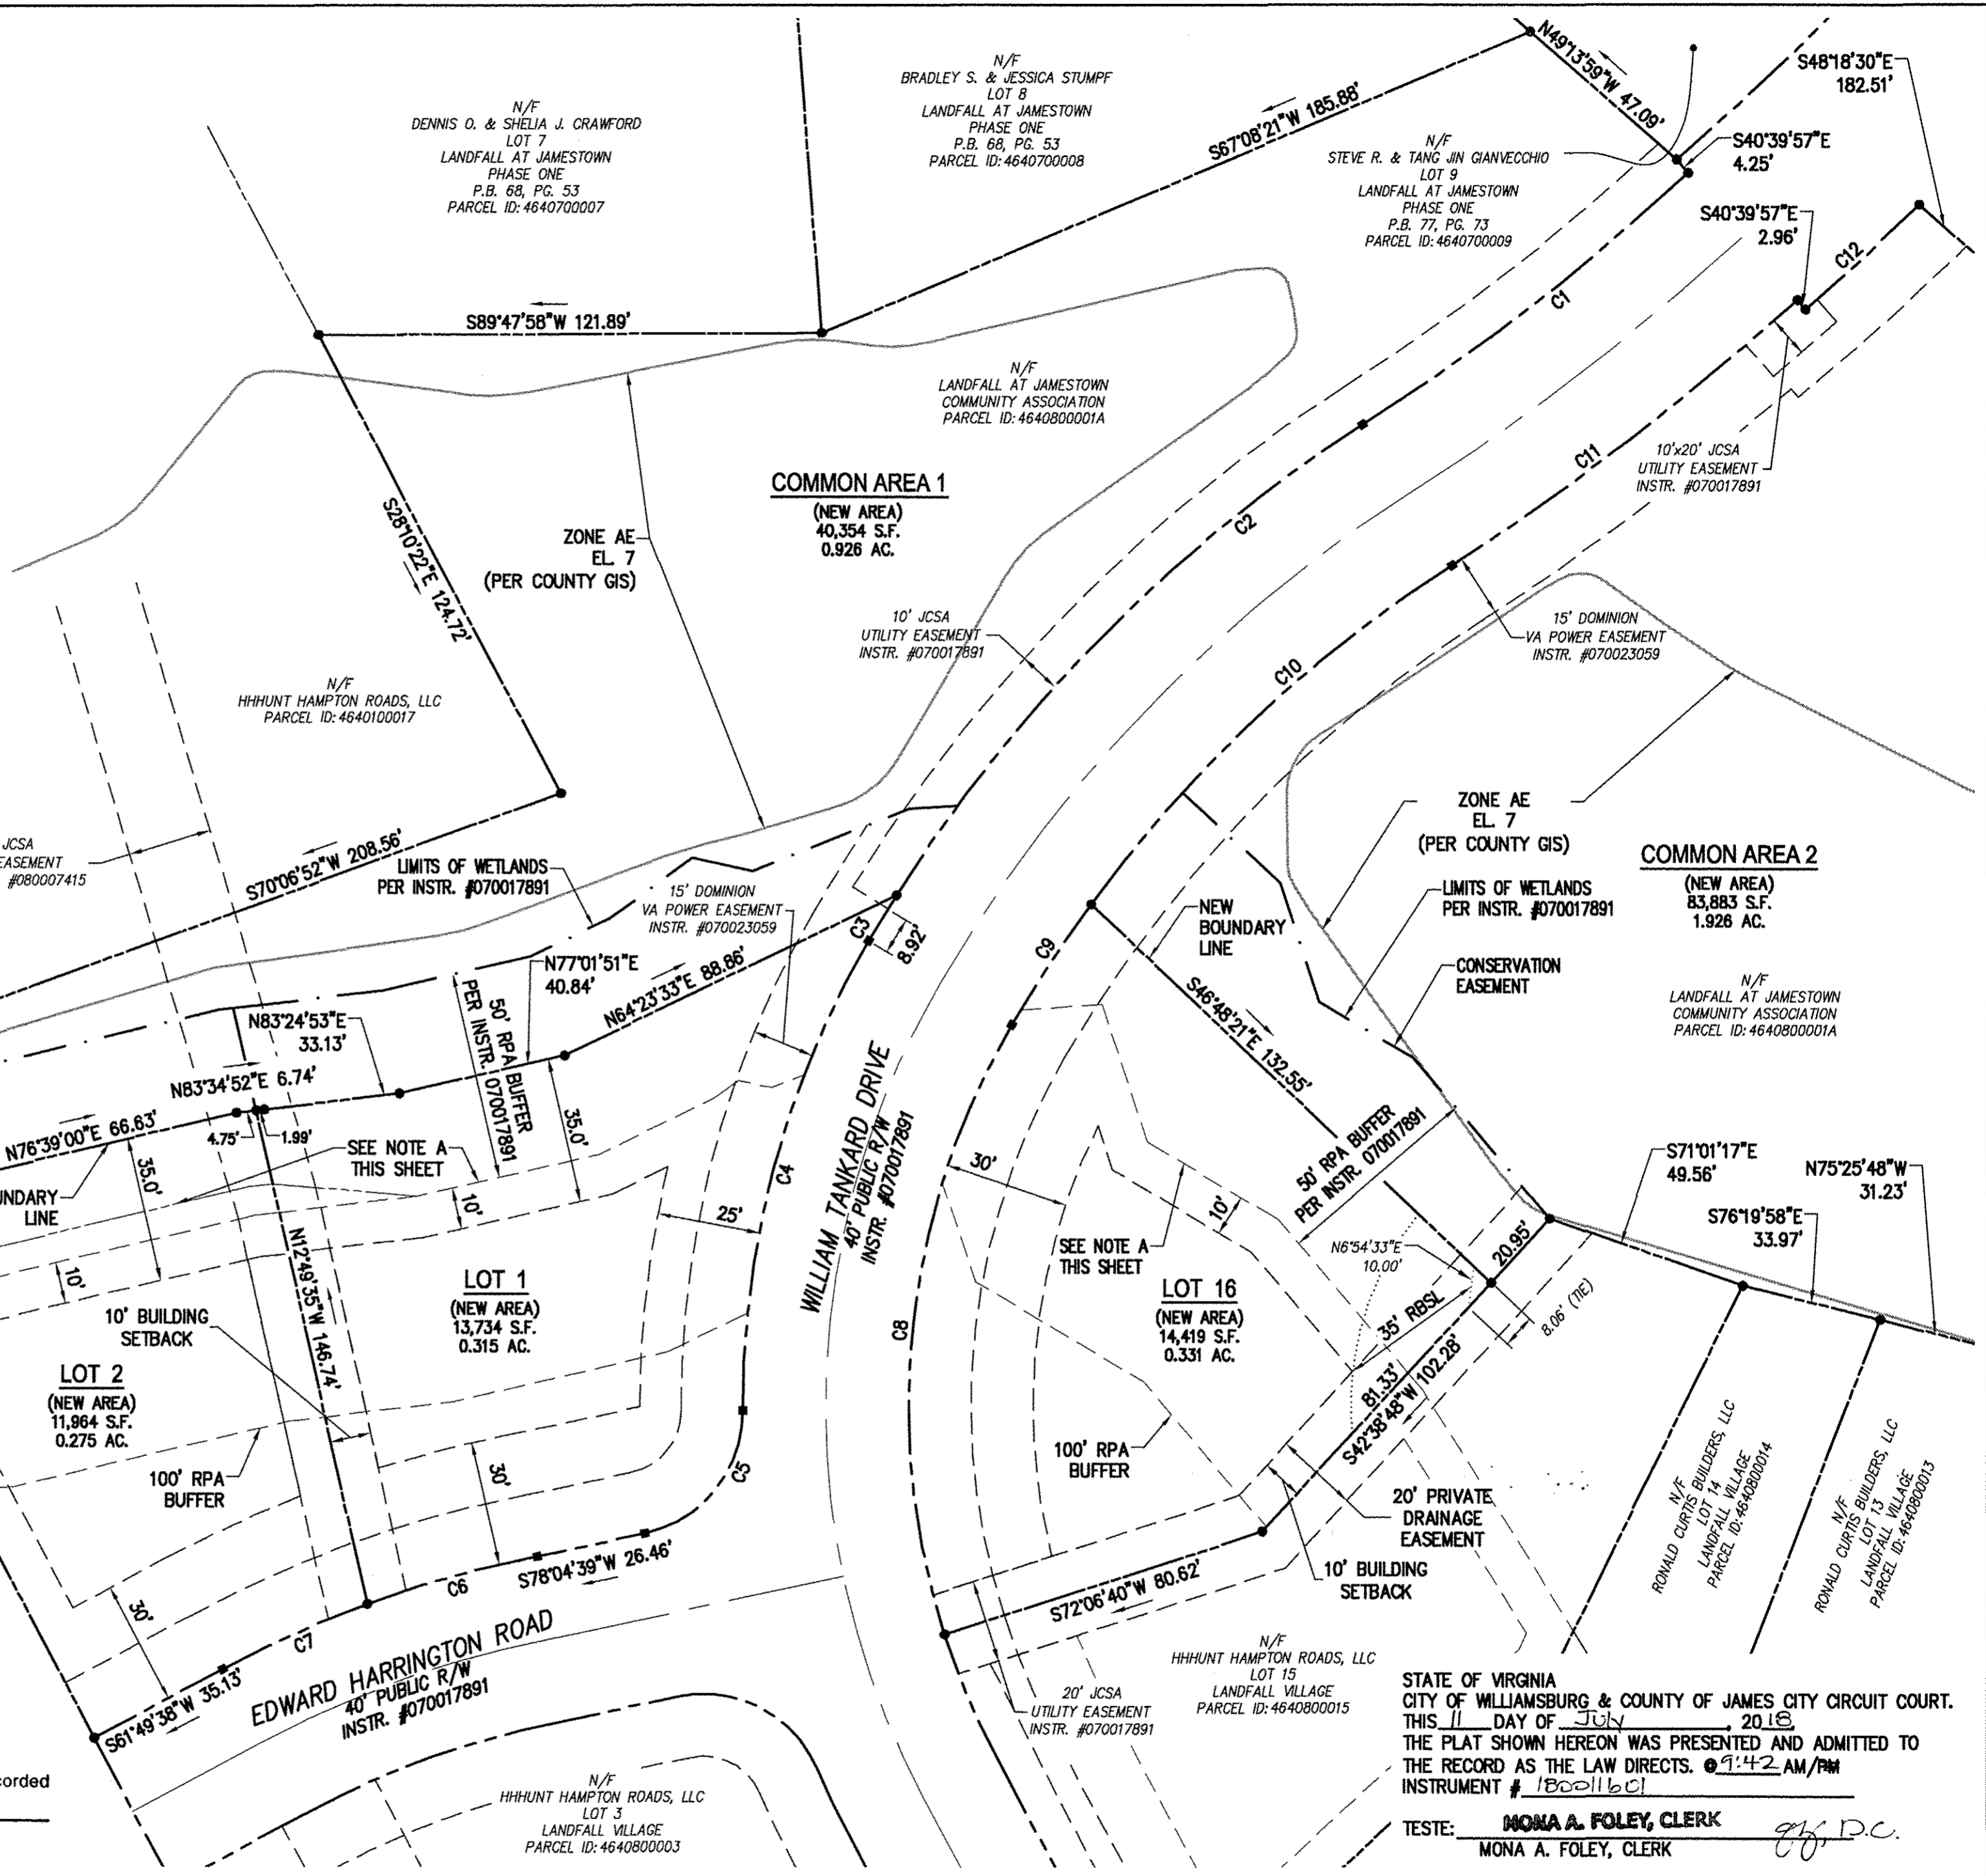 N/F
DENNIS O. & SHELIA J. CRAWFORD
LOT 7
LANDFALL AT JAMESTOWN
PHASE ONE
P.B. 68, PG. 53
PARCEL ID: 4640700007
N/F
BRADLEY S. & JESSICA STUMPF
LOT 8
LANDFALL AT JAMESTOWN
PHASE ONE
P.B. 68, PG. 53
PARCEL ID: 4640700008
S67°08'21"W 185.88'
N49°13'59"W 47.09'
S48°18'30"E
182.51'
N/F
STEVE R. & TANG JIN GIANVECCHIO
LOT 9
LANDFALL AT JAMESTOWN
PHASE ONE
P.B. 77, PG. 73
PARCEL ID: 4640700009
S40°39'57"E
4.25'
S40°39'57"E
2.96'
C12
C1
S89°47'58"W 121.89'
N/F
LANDFALL AT JAMESTOWN
COMMUNITY ASSOCIATION
PARCEL ID: 4640800001A
COMMON AREA 1
(NEW AREA)
40,354 S.F.
0.926 AC.
C2
C11
10'x20' JCSA
UTILITY EASEMENT
INSTR. #070017891
S28°10'22"E 124.72'
ZONE AE
EL. 7
(PER COUNTY GIS)
10' JCSA
UTILITY EASEMENT
INSTR. #070017891
15' DOMINION
VA POWER EASEMENT
INSTR. #070023059
C10
N/F
HHHUNT HAMPTON ROADS, LLC
PARCEL ID: 4640100017
JCSA
EASEMENT
#080007415
S70°06'52"W 208.56'
LIMITS OF WETLANDS
PER INSTR. #070017891
15' DOMINION
VA POWER EASEMENT
INSTR. #070023059
C3
8.92'
C9
NEW
BOUNDARY
LINE
ZONE AE
EL. 7
(PER COUNTY GIS)
LIMITS OF WETLANDS
PER INSTR. #070017891
CONSERVATION
EASEMENT
COMMON AREA 2
(NEW AREA)
83,883 S.F.
1.926 AC.
N/F
LANDFALL AT JAMESTOWN
COMMUNITY ASSOCIATION
PARCEL ID: 4640800001A
N77°01'51"E
40.84'
N64°23'33"E 88.86'
50' RPA BUFFER
PER INSTR. 070017891
N83°24'53"E
33.13'
N83°34'52"E 6.74'
N76°39'00"E 66.63'
4.75'
1.99'
35.0'
35.0'
SEE NOTE A
THIS SHEET
UNDARY
LINE
10'
10'
25'
C4
WILLIAM TANKARD DRIVE
40' PUBLIC R/W
INSTR. #070017891
S46°48'21"E 132.55'
50' RPA BUFFER
PER INSTR. 070017891
30'
10'
SEE NOTE A
THIS SHEET
N6°54'33"E
10.00'
20.95'
S71°01'17"E
49.56'
N75°25'48"W
31.23'
S76°19'58"E
33.97'
N12°49'35"W 146.74'
LOT 1
(NEW AREA)
13,734 S.F.
0.315 AC.
10' BUILDING
SETBACK
LOT 2
(NEW AREA)
11,964 S.F.
0.275 AC.
100' RPA
BUFFER
30'
C5
C8
LOT 16
(NEW AREA)
14,419 S.F.
0.331 AC.
35' RBSL
8.06' (TIE)
81.33'
S42°38'48"W 102.28'
100' RPA
BUFFER
20' PRIVATE
DRAINAGE
EASEMENT
10' BUILDING
SETBACK
S72°06'40"W 80.62'
N/F
RONALD CURTIS BUILDERS, LLC
LOT 14
LANDFALL VILLAGE
PARCEL ID: 4640800014
N/F
RONALD CURTIS BUILDERS, LLC
LOT 13
LANDFALL VILLAGE
PARCEL ID: 4640800013
S78°04'39"W 26.46'
C6
30'
C7
S61°49'38"W 35.13'
EDWARD HARRINGTON ROAD
40' PUBLIC R/W
INSTR. #070017891
20' JCSA
UTILITY EASEMENT
INSTR. #070017891
N/F
HHHUNT HAMPTON ROADS, LLC
LOT 15
LANDFALL VILLAGE
PARCEL ID: 4640800015
N/F
HHHUNT HAMPTON ROADS, LLC
LOT 3
LANDFALL VILLAGE
PARCEL ID: 4640800003
corded
STATE OF VIRGINIA
CITY OF WILLIAMSBURG & COUNTY OF JAMES CITY CIRCUIT COURT.
THIS 11 DAY OF July, 2018.
THE PLAT SHOWN HEREON WAS PRESENTED AND ADMITTED TO
THE RECORD AS THE LAW DIRECTS. @ 9:42 AM/PM
INSTRUMENT # 180011601
TESTE: MONA A. FOLEY, CLERK D.C.
MONA A. FOLEY, CLERK